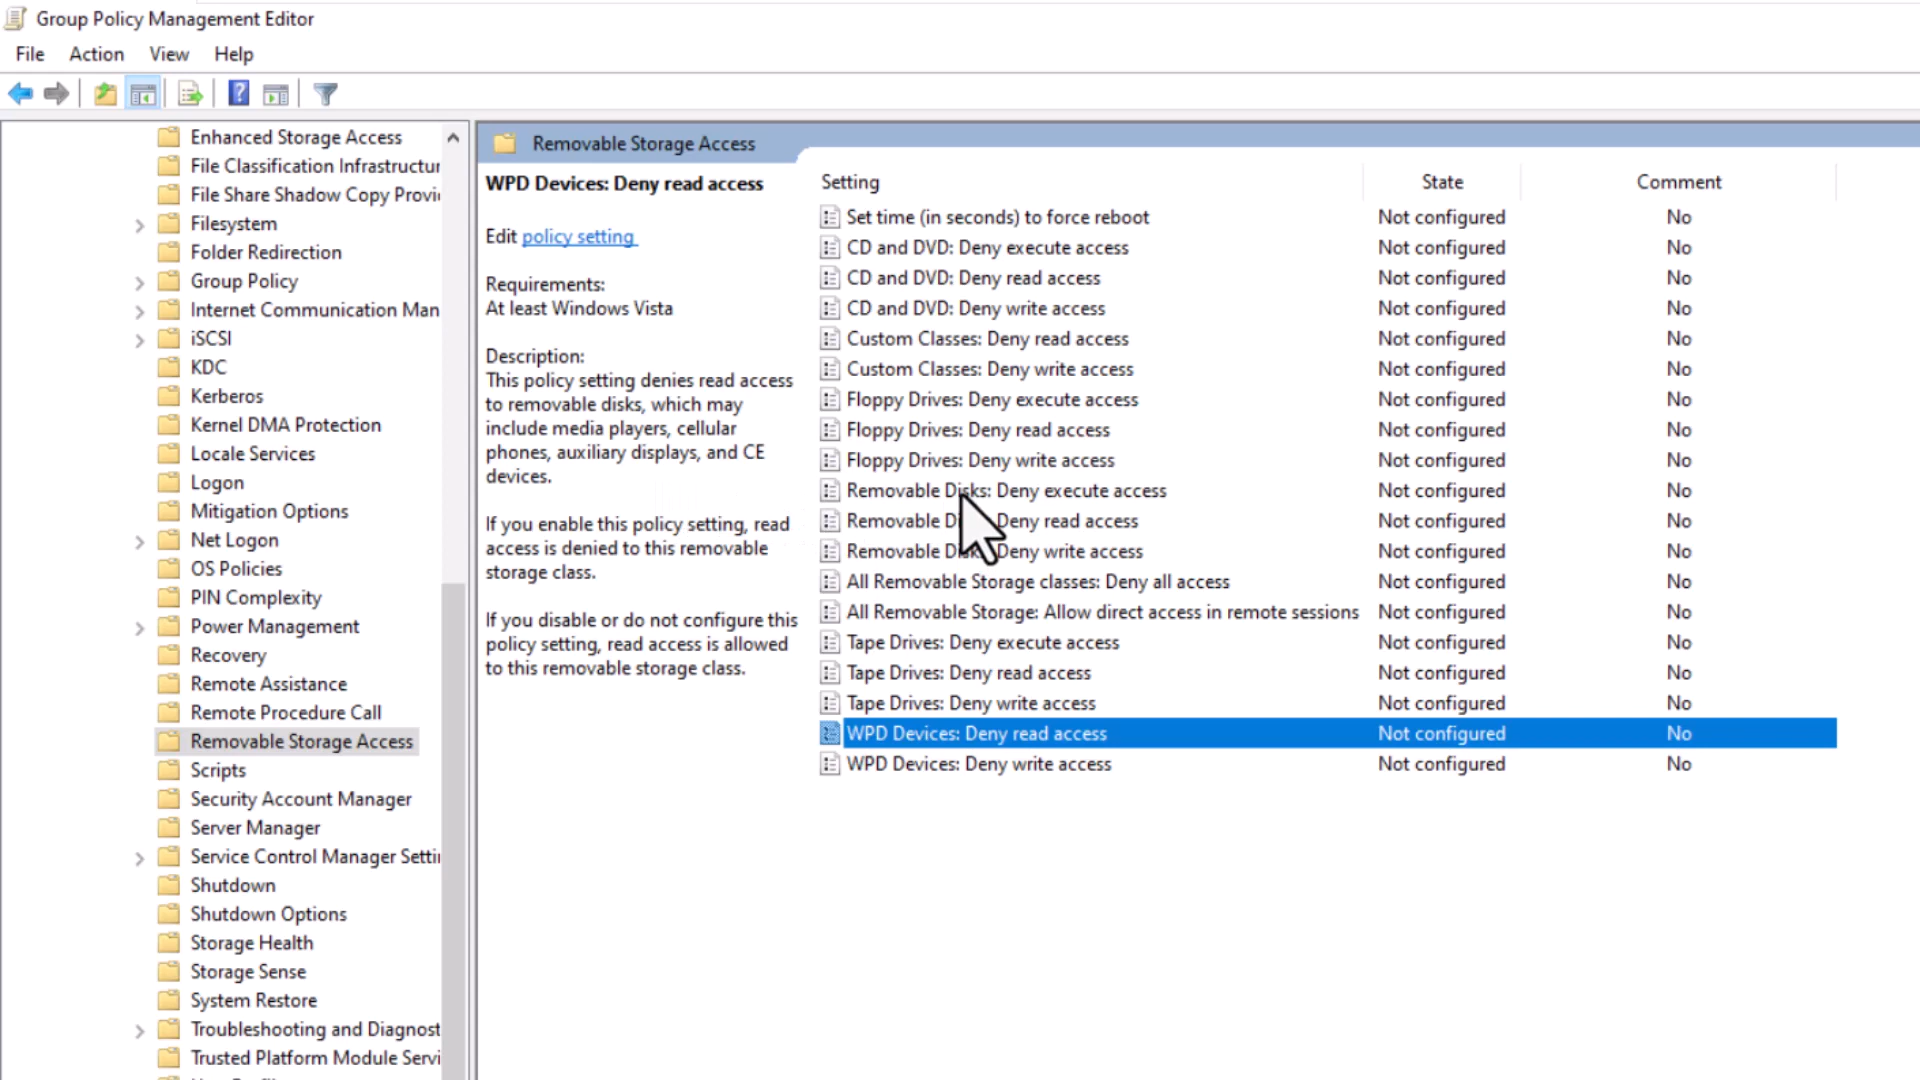 Group Policy Management Editor
File Action View Help
Enhanced Storage Access
File Classification Infrastructur
File Share Shadow Copy Provi
Filesystem
Folder Redirection
Group Policy
Internet Communication Man
iSCSI
KDC
Kerberos
Kernel DMA Protection
Locale Services
Logon
Mitigation Options
Net Logon
OS Policies
PIN Complexity
Power Management
Recovery
Remote Assistance
Remote Procedure Call
Removable Storage Access
Scripts
Security Account Manager
Server Manager
Service Control Manager Setti
Shutdown
Shutdown Options
Storage Health
Storage Sense
System Restore
Troubleshooting and Diagnost
Trusted Platform Module Servi
Removable Storage Access
WPD Devices: Deny read access
Edit policy setting
Requirements:
At least Windows Vista
Description:
This policy setting denies read access
to removable disks, which may
include media players, cellular
phones, auxiliary displays, and CE
devices.
If you enable this policy setting, read
access is denied to this removable
storage class.
If you disable or do not configure this
policy setting, read access is allowed
to this removable storage class.
Setting State Comment
Set time (in seconds) to force reboot Not configured No
CD and DVD: Deny execute access Not configured No
CD and DVD: Deny read access Not configured No
CD and DVD: Deny write access Not configured No
Custom Classes: Deny read access Not configured No
Custom Classes: Deny write access Not configured No
Floppy Drives: Deny execute access Not configured No
Floppy Drives: Deny read access Not configured No
Floppy Drives: Deny write access Not configured No
Removable Disks: Deny execute access Not configured No
Removable Deny read access Not configured No
Removable Deny write access Not configured No
All Removable Storage classes: Deny all access Not configured No
All Removable Storage: Allow direct access in remote sessions Not configured No
Tape Drives: Deny execute access Not configured No
Tape Drives: Deny read access Not configured No
Tape Drives: Deny write access Not configured No
WPD Devices: Deny read access Not configured No
WPD Devices: Deny write access Not configured No